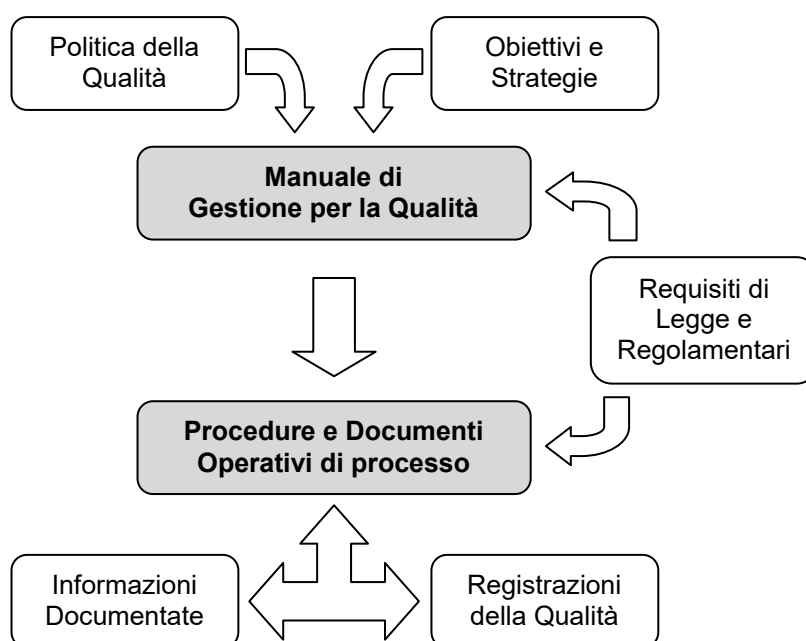 Politica della
Qualità
Obiettivi e
Strategie
Manuale di
Gestione per la Qualità
Requisiti di
Legge e
Regolamentari
Procedure e Documenti
Operativi di processo
Informazioni
Documentate
Registrazioni
della Qualità